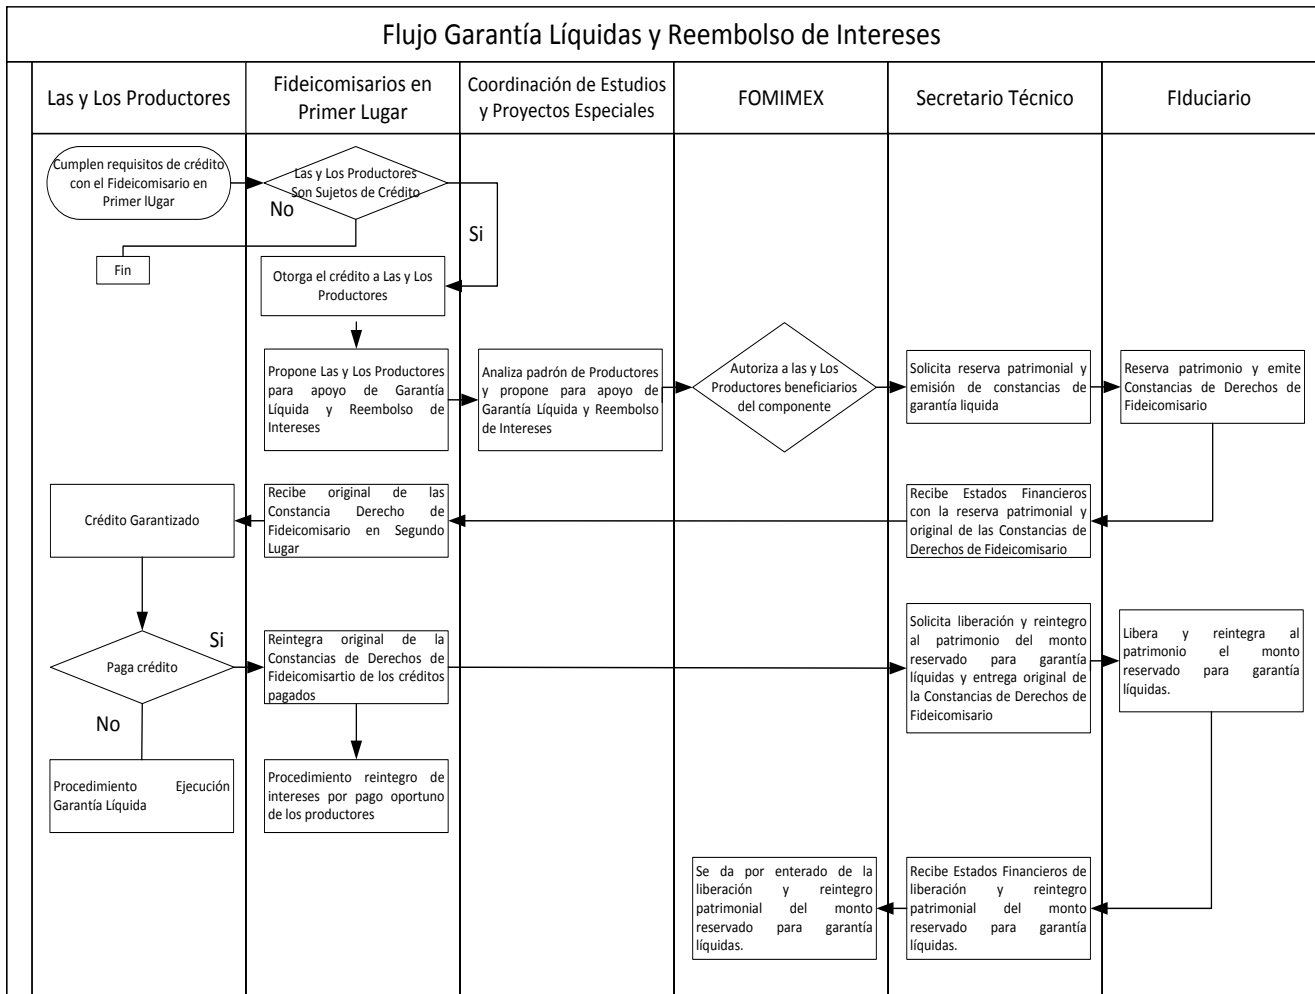 Flujo Garantía Líquidas y Reembolso de Intereses
Las y Los Productores
Fideicomisarios en
Primer Lugar
Coordinación de Estudios
y Proyectos Especiales
FOMIMEX
Secretario Técnico
FIduciario
Cumplen requisitos de crédito
con el Fideicomisario en
Primer lUgar
Las y Los Productores
Son Sujetos de Crédito
No
Si
Fin
Otorga el crédito a Las y Los
Productores
Propone Las y Los Productores
para apoyo de Garantía
Líquida y Reembolso de
Intereses
Analiza padrón de Productores
y propone para apoyo de
Garantía Líquida y Reembolso
de Intereses
Autoriza a las y Los
Productores beneficiarios
del componente
Solicita reserva patrimonial y
emisión de constancias de
garantía liquida
Reserva patrimonio y emite
Constancias de Derechos de
Fideicomisario
Crédito Garantizado
Recibe original de las
Constancia Derecho de
Fideicomisario en Segundo
Lugar
Recibe Estados Financieros
con la reserva patrimonial y
original de las Constancias de
Derechos de Fideicomisario
Paga crédito
Si
No
Reintegra original de la
Constancias de Derechos de
Fideicomisartio de los créditos
pagados
Solicita liberación y reintegro
al patrimonio del monto
reservado para garantía
líquidas y entrega original de
la Constancias de Derechos de
Fideicomisario
Libera y reintegra al
patrimonio el monto
reservado para garantía
líquidas.
Procedimiento Ejecución
Garantía Líquida
Procedimiento reintegro de
intereses por pago oportuno
de los productores
Se da por enterado de la
liberación y reintegro
patrimonial del monto
reservado para garantía
líquidas.
Recibe Estados Financieros de
liberación y reintegro
patrimonial del monto
reservado para garantía
líquidas.